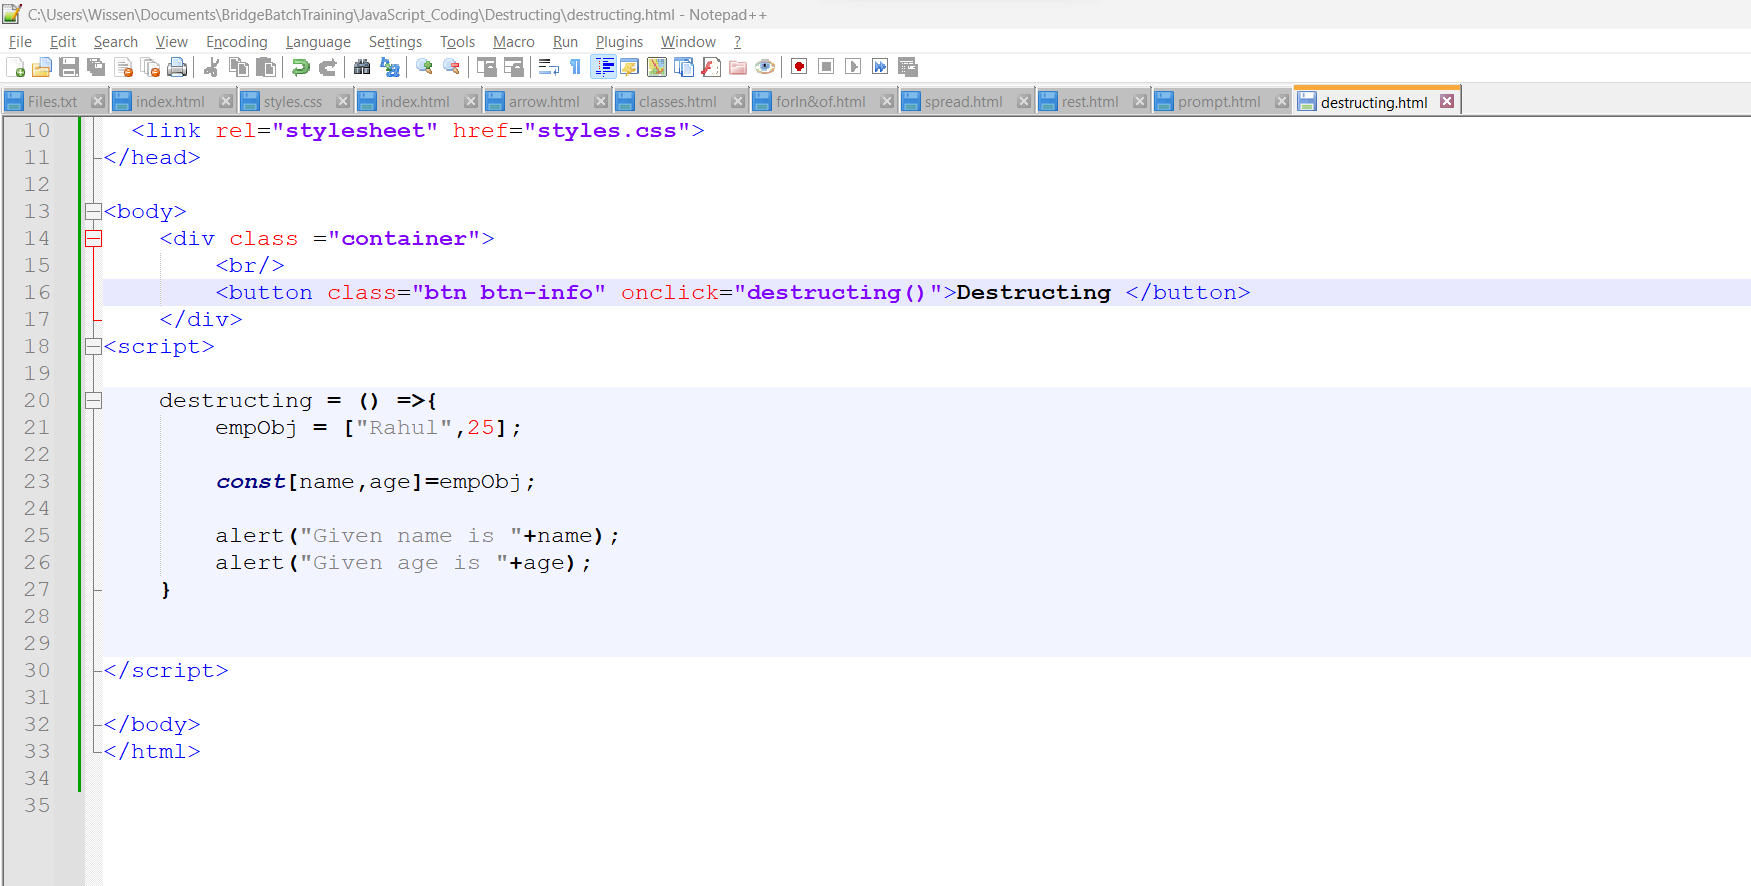 C:\Users\Wissen\Documents\BridgeBatchTraining\JavaScript_Coding\Destructing\destructing.html - Notepad++
File Edit Search View Encoding Language Settings Tools Macro Run Plugins Window ?
Files.txt index.html styles.css index.html arrow.html classes.html forIn&of.html spread.html rest.html prompt.html destructing.html
10 <link rel="stylesheet" href="styles.css">
11 </head>
12
13 <body>
14 <div class ="container">
15 <br/>
16 <button class="btn btn-info" onclick="destructing()">Destructing </button>
17 </div>
18 <script>
19
20 destructing = () =>{
21 empObj = ["Rahul",25];
22
23 const[name,age]=empObj;
24
25 alert("Given name is "+name);
26 alert("Given age is "+age);
27 }
28
29
30 </script>
31
32 </body>
33 </html>
34
35